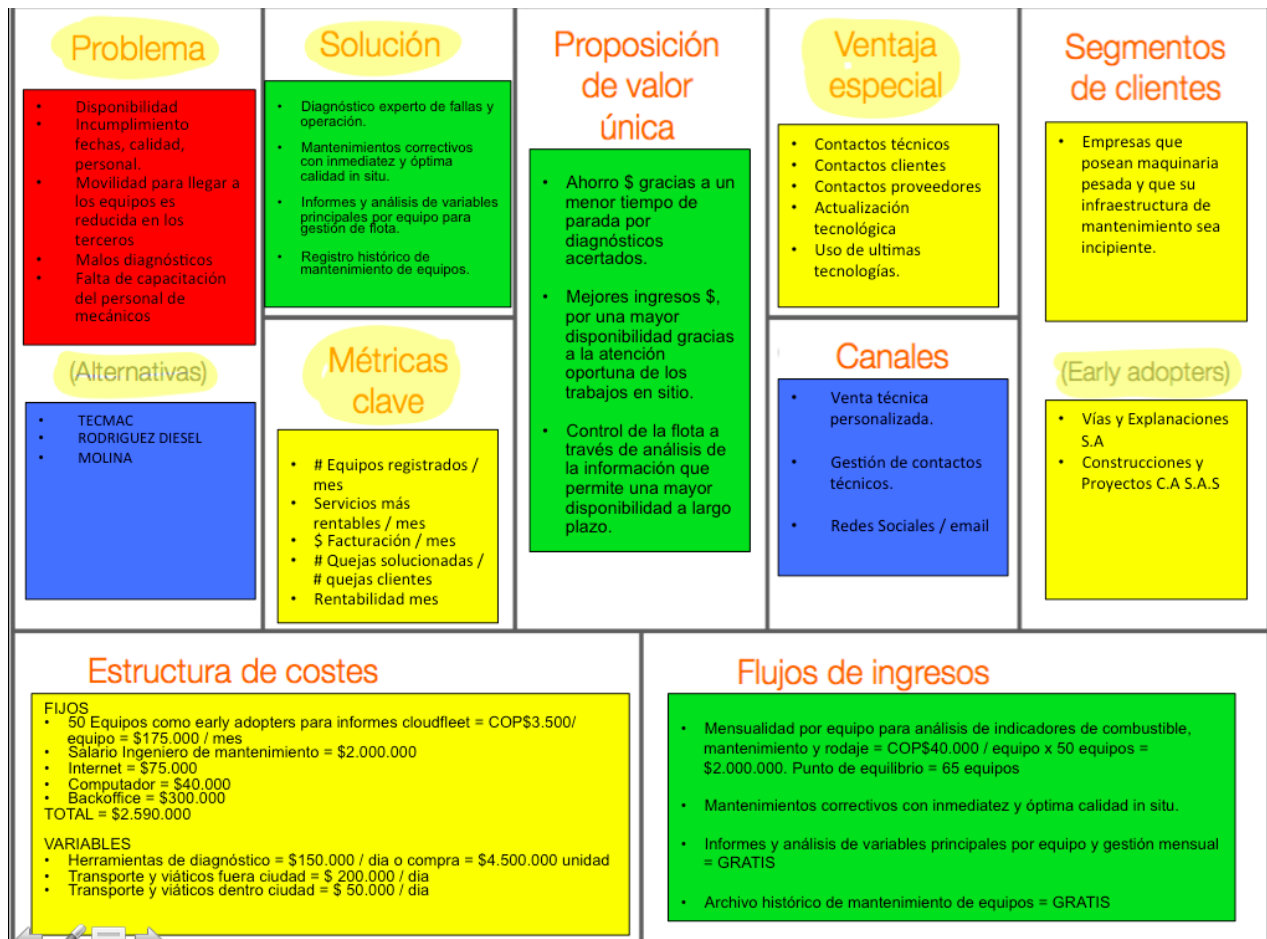 Problema
• Disponibilidad
• Incumplimiento
fechas, calidad,
personal.
• Movilidad para llegar a
los equipos es
reducida en los
terceros
• Malos diagnósticos
• Falta de capacitación
del personal de
mecánicos
(Alternativas)
• TECMAC
• RODRIGUEZ DIESEL
• MOLINA
Solución
• Diagnóstico experto de fallas y
operación.
• Mantenimientos correctivos
con inmediatez y óptima
calidad in situ.
• Informes y análisis de variables
principales por equipo para
gestión de flota.
• Registro histórico de
mantenimiento de equipos.
Métricas
clave
• # Equipos registrados /
mes
• Servicios más
rentables / mes
• $ Facturación / mes
• # Quejas solucionadas /
# quejas clientes
• Rentabilidad mes
Proposición
de valor
única
• Ahorro $ gracias a un
menor tiempo de
parada por
diagnósticos
acertados.
• Mejores ingresos $,
por una mayor
disponibilidad gracias
a la atención
oportuna de los
trabajos en sitio.
• Control de la flota a
través de análisis de
la información que
permite una mayor
disponibilidad a largo
plazo.
Ventaja
especial
• Contactos técnicos
• Contactos clientes
• Contactos proveedores
• Actualización
tecnológica
• Uso de ultimas
tecnologías.
Canales
• Venta técnica
personalizada.
• Gestión de contactos
técnicos.
• Redes Sociales / email
Segmentos
de clientes
• Empresas que
posean maquinaria
pesada y que su
infraestructura de
mantenimiento sea
incipiente.
(Early adopters)
• Vías y Explanaciones
S.A
• Construcciones y
Proyectos C.A S.A.S
Estructura de costes
FIJOS
• 50 Equipos como early adopters para informes cloudfleet = COP$3.500/
equipo = $175.000 / mes
• Salario Ingeniero de mantenimiento = $2.000.000
• Internet = $75.000
• Computador = $40.000
• Backoffice = $300.000
TOTAL = $2.590.000
VARIABLES
• Herramientas de diagnóstico = $150.000 / dia o compra = $4.500.000 unidad
• Transporte y viáticos fuera ciudad = $ 200.000 / dia
• Transporte y viáticos dentro ciudad = $ 50.000 / dia
Flujos de ingresos
• Mensualidad por equipo para análisis de indicadores de combustible,
mantenimiento y rodaje = COP$40.000 / equipo x 50 equipos =
$2.000.000. Punto de equilibrio = 65 equipos
• Mantenimientos correctivos con inmediatez y óptima calidad in situ.
• Informes y análisis de variables principales por equipo y gestión mensual
= GRATIS
• Archivo histórico de mantenimiento de equipos = GRATIS